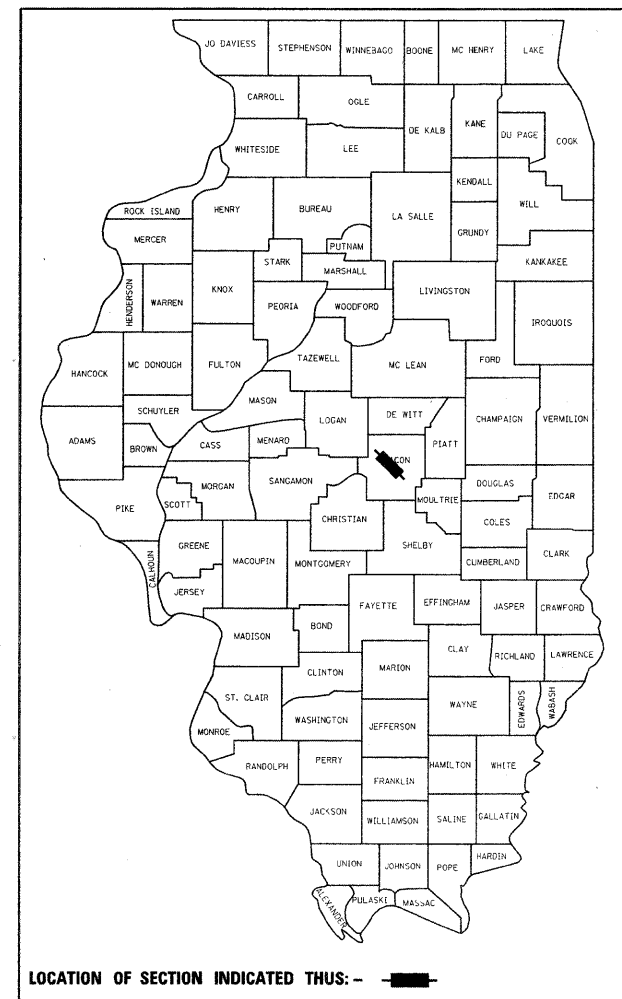 JO DAVIESS STEPHENSON WINNEBAGO BOONE MC HENRY LAKE
CARROLL OGLE DE KALB KANE DU PAGE COOK
WHITESIDE LEE
KENDALL WILL
ROCK ISLAND HENRY BUREAU LA SALLE GRUNDY
MERCER PUTNAM KANKAKEE
STARK MARSHALL
HENDERSON WARREN KNOX PEORIA WOODFORD LIVINGSTON IROQUOIS
HANCOCK MC DONOUGH FULTON TAZEWELL MC LEAN FORD
SCHUYLER MASON LOGAN DE WITT CHAMPAIGN VERMILION
ADAMS BROWN CASS MENARD PIATT
MORGAN SANGAMON ACON DOUGLAS
PIKE SCOTT CHRISTIAN MOULTRIE COLES EDGAR
GREENE MACOUPIN MONTGOMERY SHELBY CUMBERLAND CLARK
CALHOUN JERSEY FAYETTE EFFINGHAM JASPER CRAWFORD
MADISON BOND
CLINTON MARION CLAY RICHLAND LAWRENCE
ST. CLAIR WASHINGTON JEFFERSON WAYNE EDWARDS WABASH
MONROE
RANDOLPH PERRY FRANKLIN HAMILTON WHITE
JACKSON WILLIAMSON SALINE GALLATIN
UNION JOHNSON POPE HARDIN
ALEXANDER PULASKI MASSAC
LOCATION OF SECTION INDICATED THUS: -